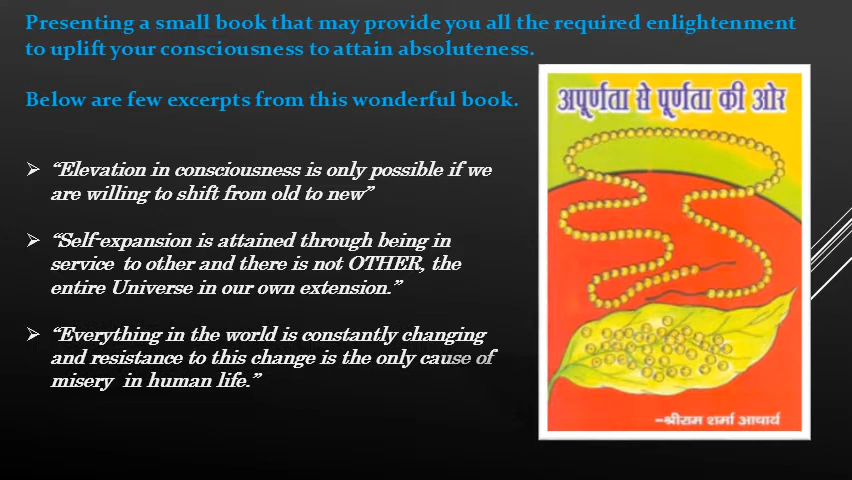 Presenting a small book that may provide you all the required enlightenment
to uplift your consciousness to attain absoluteness.
Below are few excerpts from this wonderful book.
अपूर्णता से पूर्णता की ओर
➢ “Elevation in consciousness is only possible if we
are willing to shift from old to new”
➢ “Self-expansion is attained through being in
service to other and there is not OTHER, the
entire Universe in our own extension.”
➢ “Everything in the world is constantly changing
and resistance to this change is the only cause of
misery in human life.”
–श्रीराम शर्मा आचार्य